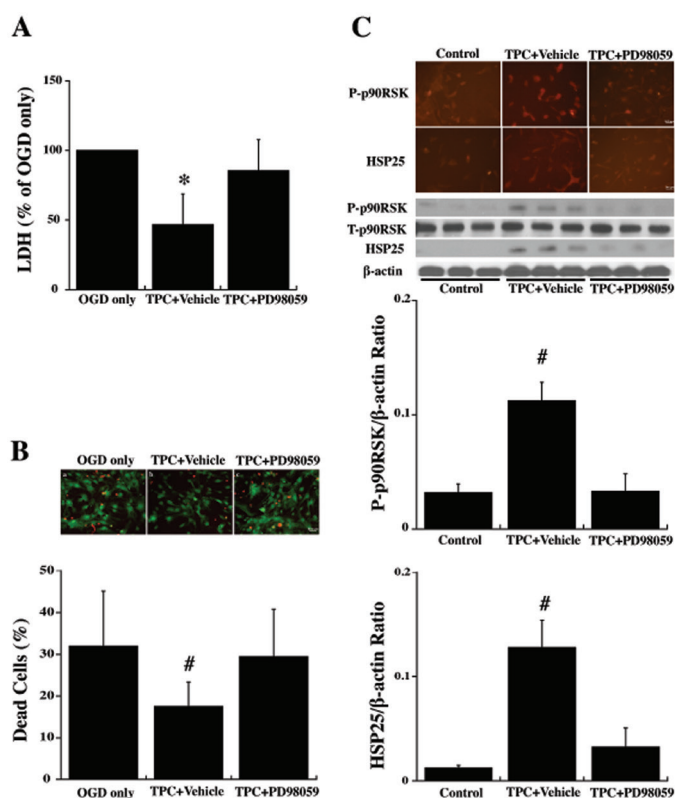 A
LDH (% of OGD only)
150
100
50
0
*
OGD only TPC+Vehicle TPC+PD98059
B
OGD only TPC+Vehicle TPC+PD98059
a b c
Dead Cells (%)
50
40
30
20
10
0
#
OGD only TPC+Vehicle TPC+PD98059
C
Control TPC+Vehicle TPC+PD98059
P-p90RSK
HSP25
P-p90RSK
T-p90RSK
HSP25
β-actin
Control TPC+Vehicle TPC+PD98059
P-p90RSK/β-actin Ratio
0.2
0.1
0
#
Control TPC+Vehicle TPC+PD98059
HSP25/β-actin Ratio
0.2
0.1
0
#
Control TPC+Vehicle TPC+PD98059